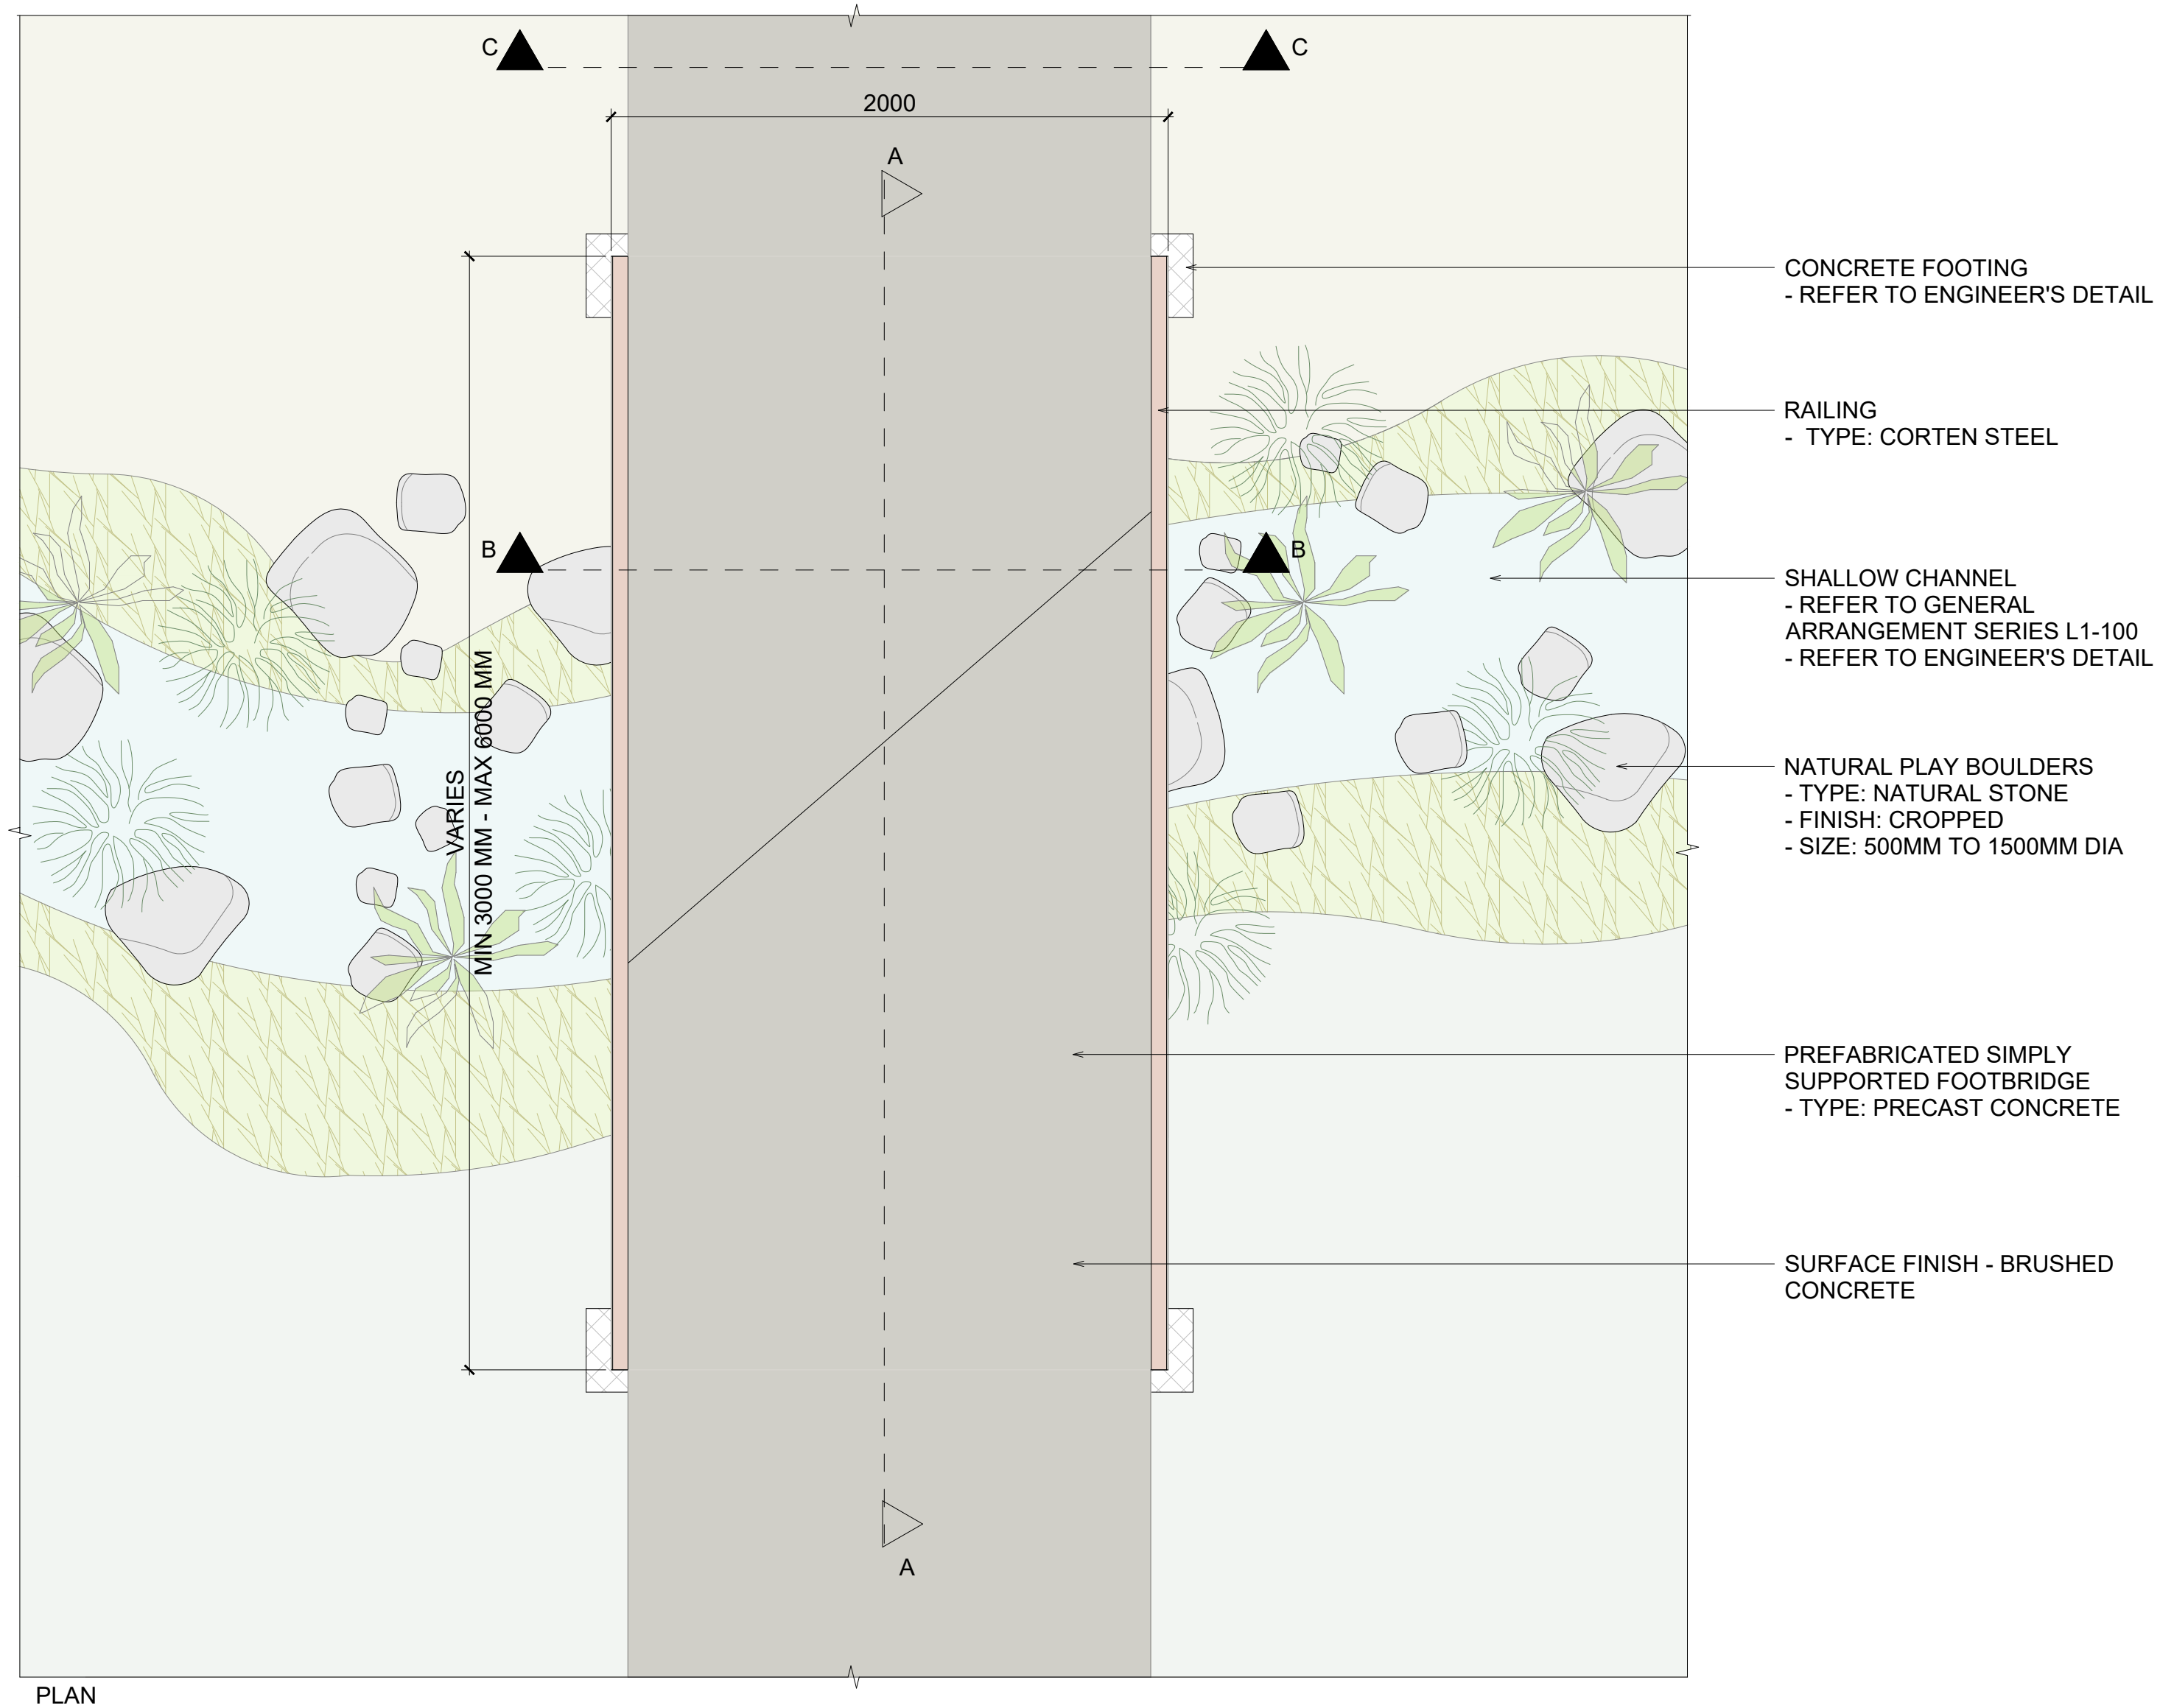 C
C
2000
A
CONCRETE FOOTING
- REFER TO ENGINEER'S DETAIL
RAILING
- TYPE: CORTEN STEEL
B
B
SHALLOW CHANNEL
- REFER TO GENERAL
ARRANGEMENT SERIES L1-100
- REFER TO ENGINEER'S DETAIL
VARIES
MIN 3000 MM - MAX 6000 MM
NATURAL PLAY BOULDERS
- TYPE: NATURAL STONE
- FINISH: CROPPED
- SIZE: 500MM TO 1500MM DIA
PREFABRICATED SIMPLY
SUPPORTED FOOTBRIDGE
- TYPE: PRECAST CONCRETE
SURFACE FINISH - BRUSHED
CONCRETE
A
PLAN